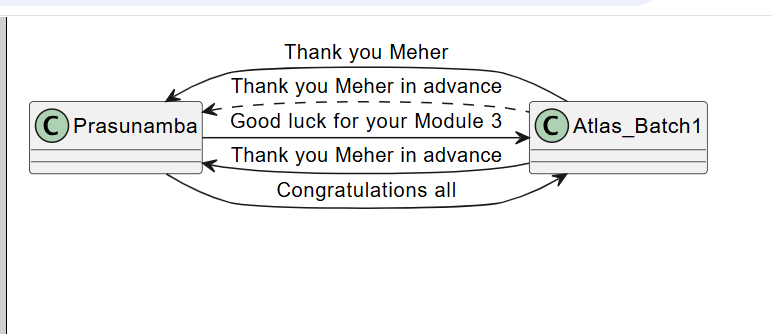 Thank you Meher
Thank you Meher in advance
Good luck for your Module 3
C Prasunamba
C Atlas_Batch1
Thank you Meher in advance
Congratulations all